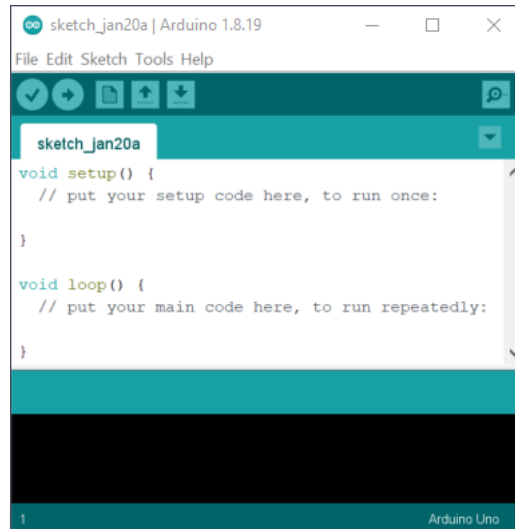 sketch_jan20a | Arduino 1.8.19
File Edit Sketch Tools Help
sketch_jan20a
void setup() {
  // put your setup code here, to run once:
}
void loop() {
  // put your main code here, to run repeatedly:
}
1
Arduino Uno